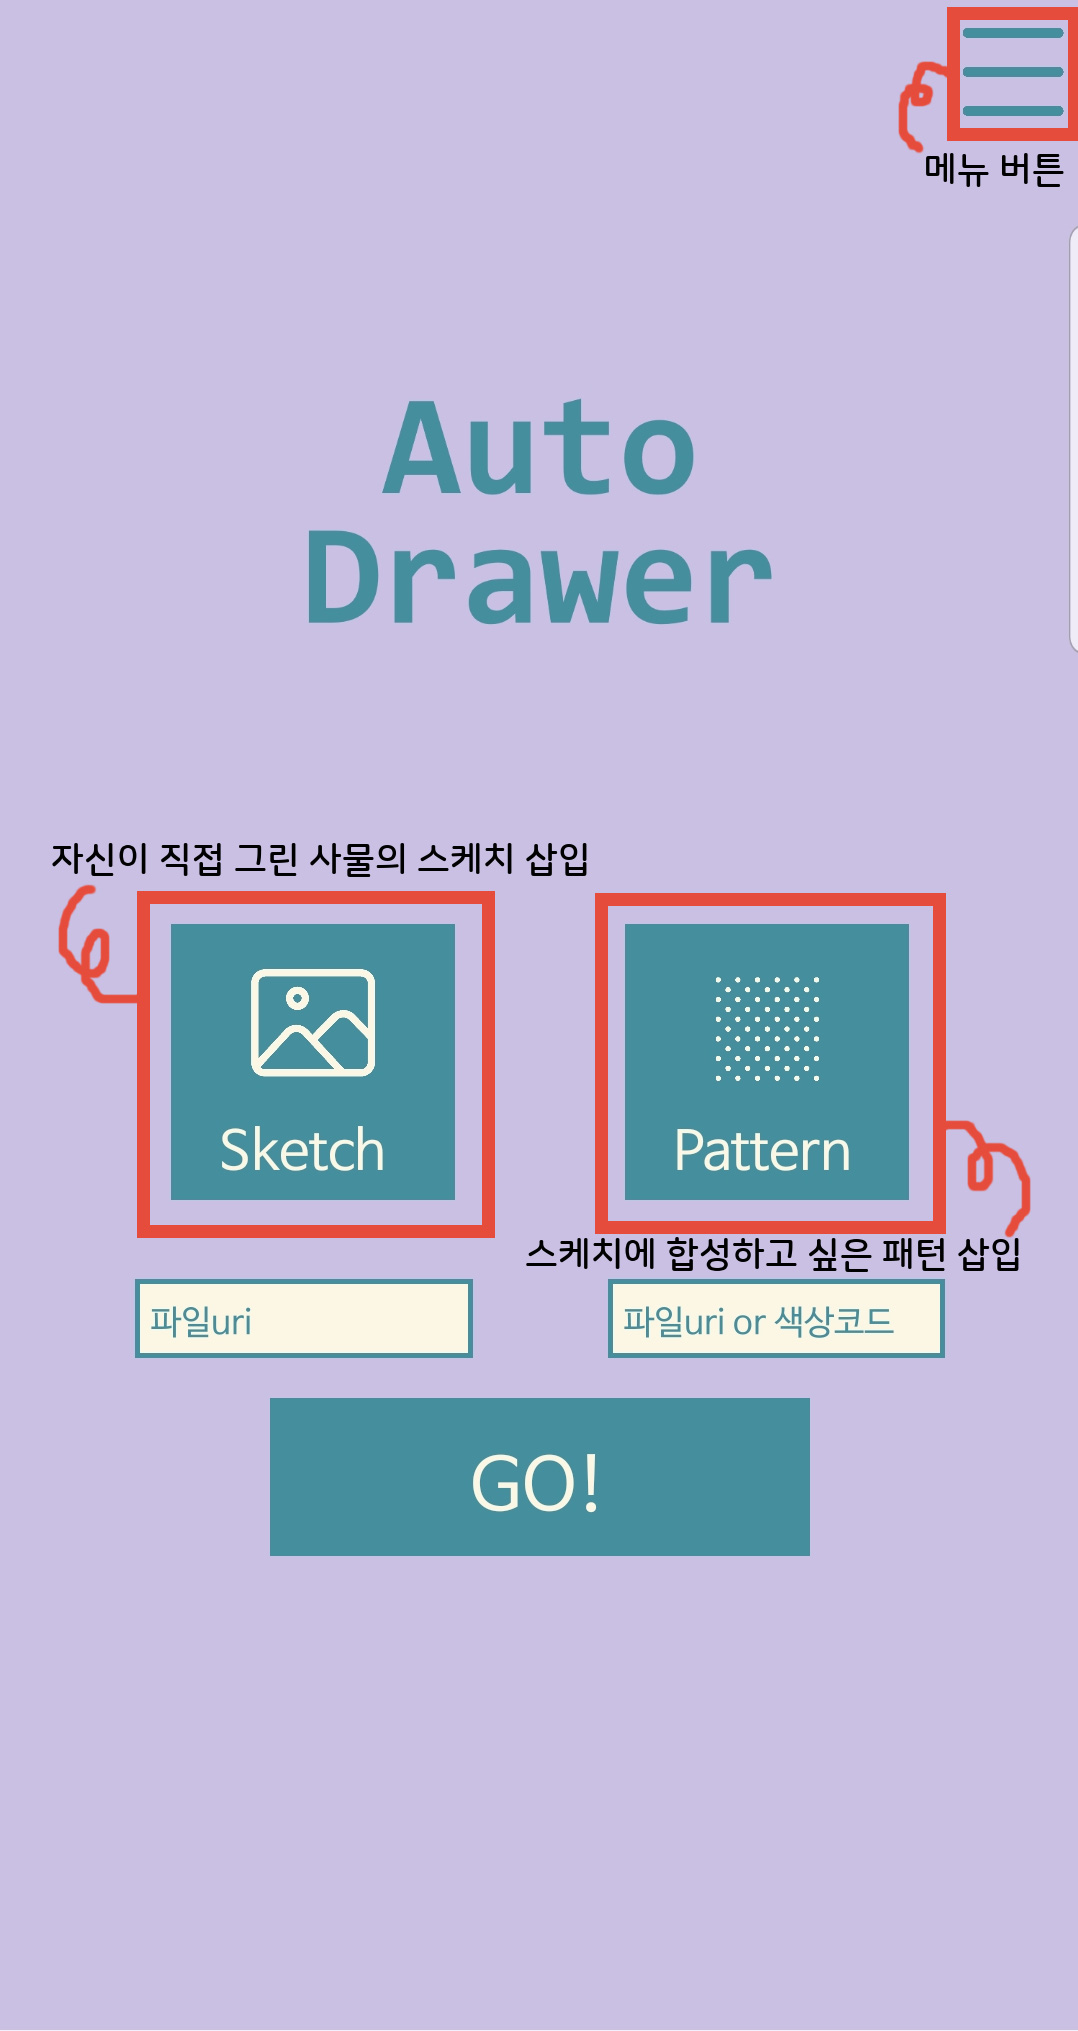 메뉴 버튼
Auto
Drawer
자신이 직접 그린 사물의 스케치 삽입
Sketch
Pattern
스케치에 합성하고 싶은 패턴 삽입
파일uri
파일uri or 색상코드
GO!